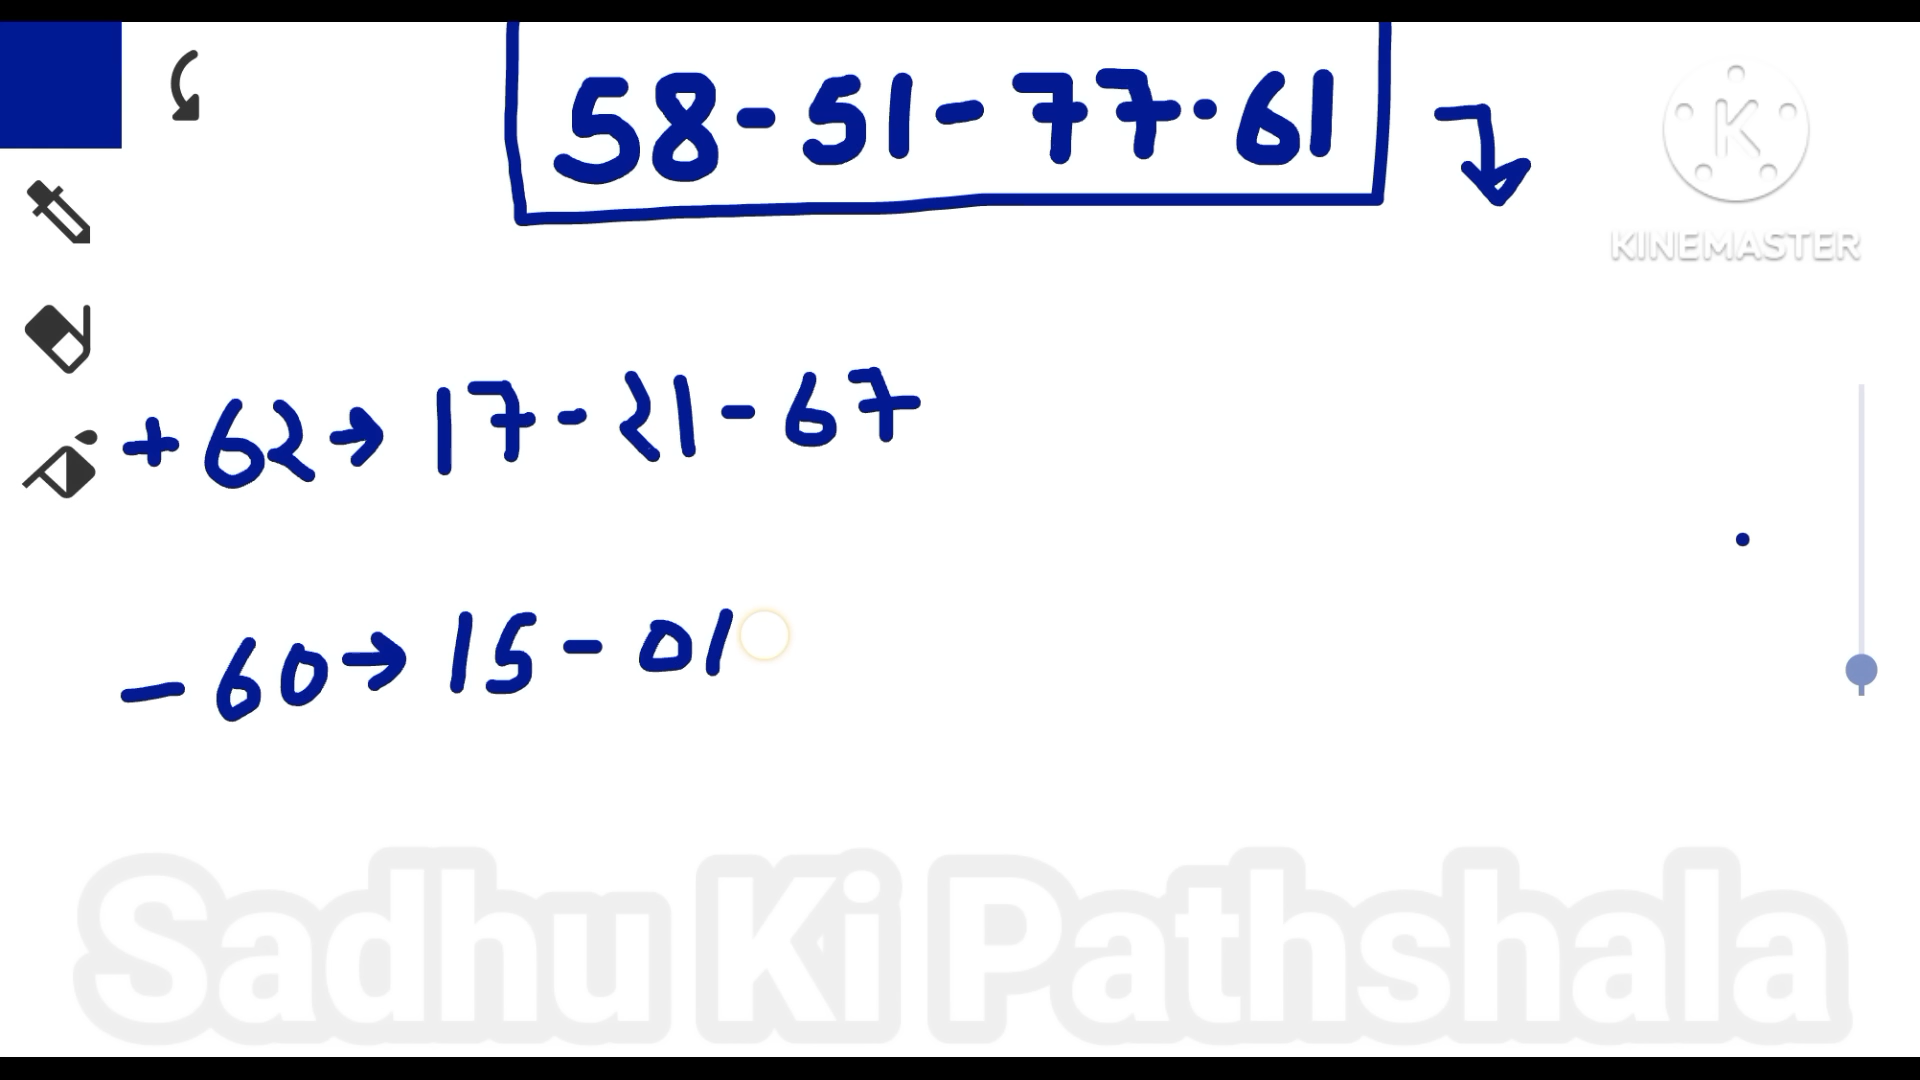 58-51-77-61
K
KINEMASTER
+62→17-21-67
-60→15-01
Sadhu Ki Pathshala